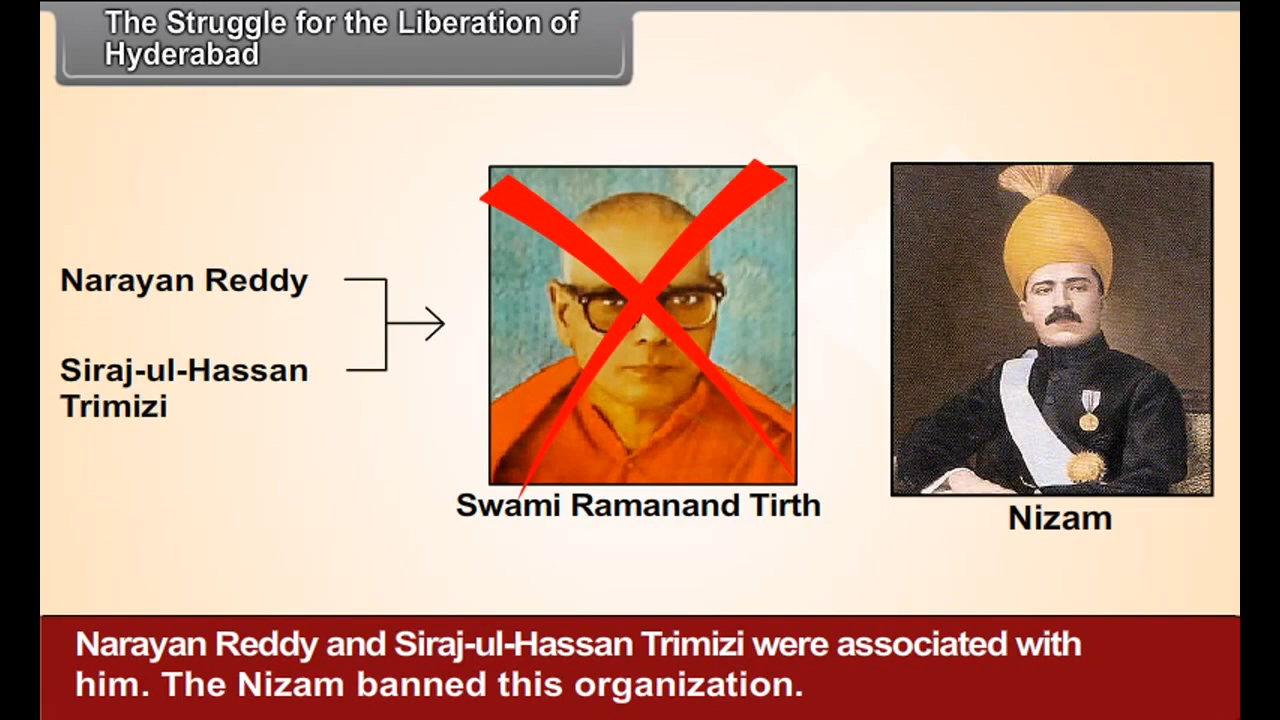 The Struggle for the Liberation of
Hyderabad
Narayan Reddy
Siraj-ul-Hassan
Trimizi
Swami Ramanand Tirth
Nizam
Narayan Reddy and Siraj-ul-Hassan Trimizi were associated with
him. The Nizam banned this organization.